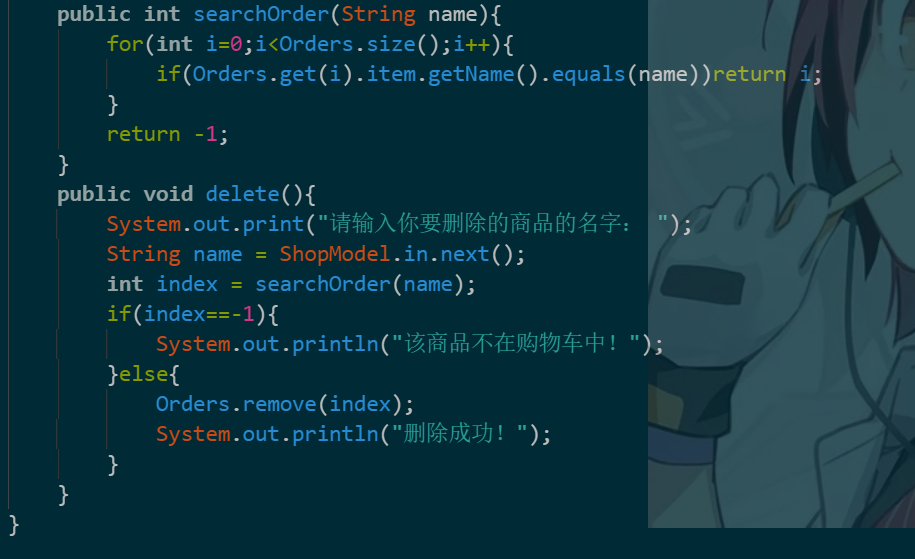 public int searchOrder(String name){
for(int i=0;i<Orders.size();i++){
if(Orders.get(i).item.getName().equals(name))return i;
}
return -1;
}
public void delete(){
System.out.print("请输入你要删除的商品的名字： ");
String name = ShopModel.in.next();
int index = searchOrder(name);
if(index==-1){
System.out.println("该商品不在购物车中！");
}else{
Orders.remove(index);
System.out.println("删除成功！");
}
}
}